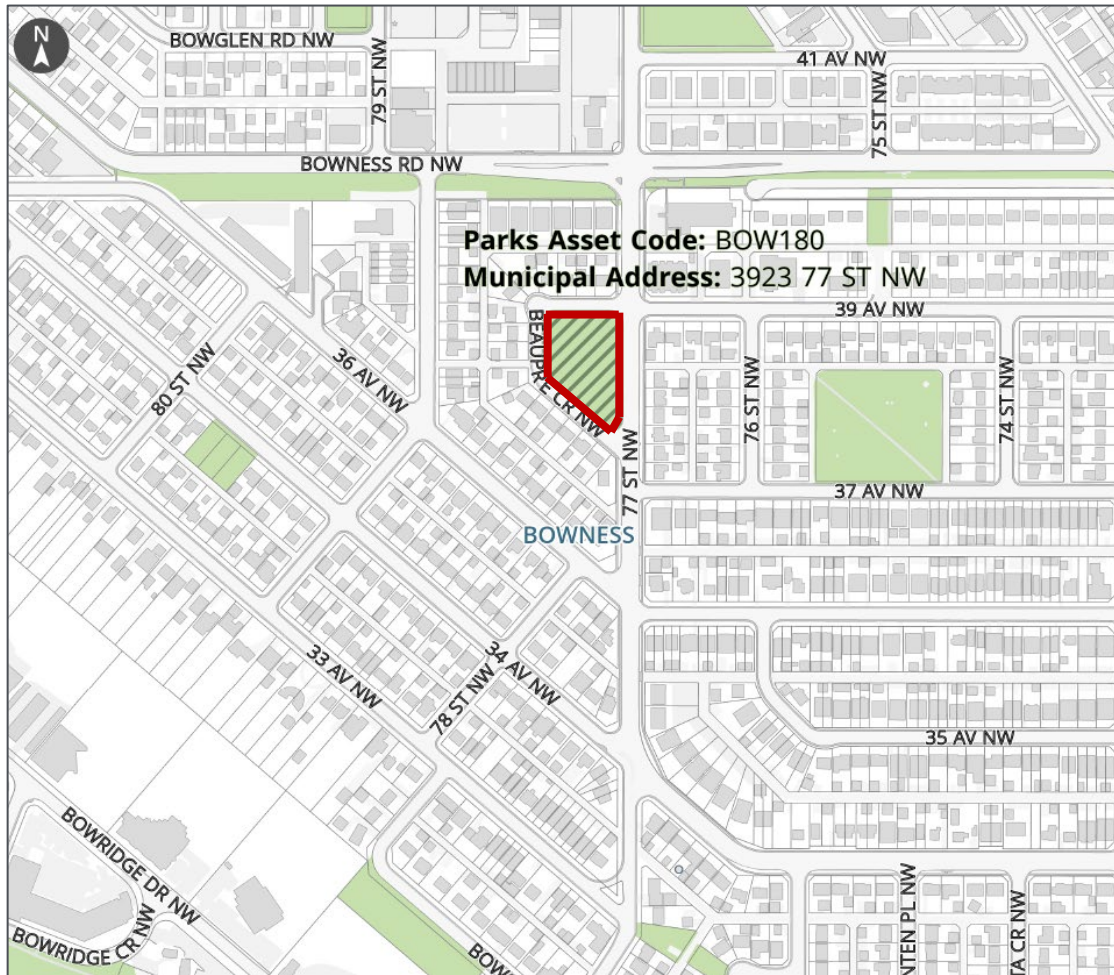 N
BOWGLEN RD NW
79 ST NW
41 AV NW
75 ST NW
BOWNESS RD NW
Parks Asset Code: BOW180
Municipal Address: 3923 77 ST NW
BEAUPRE CR NW
39 AV NW
36 AV NW
80 ST NW
76 ST NW
74 ST NW
77 ST NW
37 AV NW
BOWNESS
34 AV NW
33 AV NW
78 ST NW
35 AV NW
BOWRIDGE DR NW
BOWRIDGE CR NW